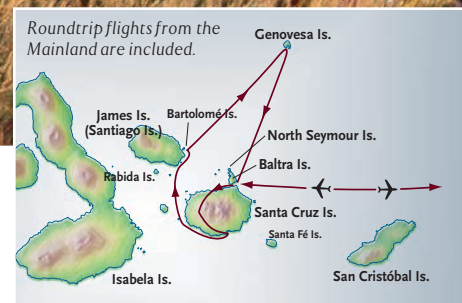 Roundtrip flights from the
Mainland are included.
Genovesa Is.
James Is.
(Santiago Is.)
Bartolomé Is.
North Seymour Is.
Rabida Is.
Baltra Is.
Santa Cruz Is.
Santa Fé Is.
Isabela Is.
San Cristóbal Is.